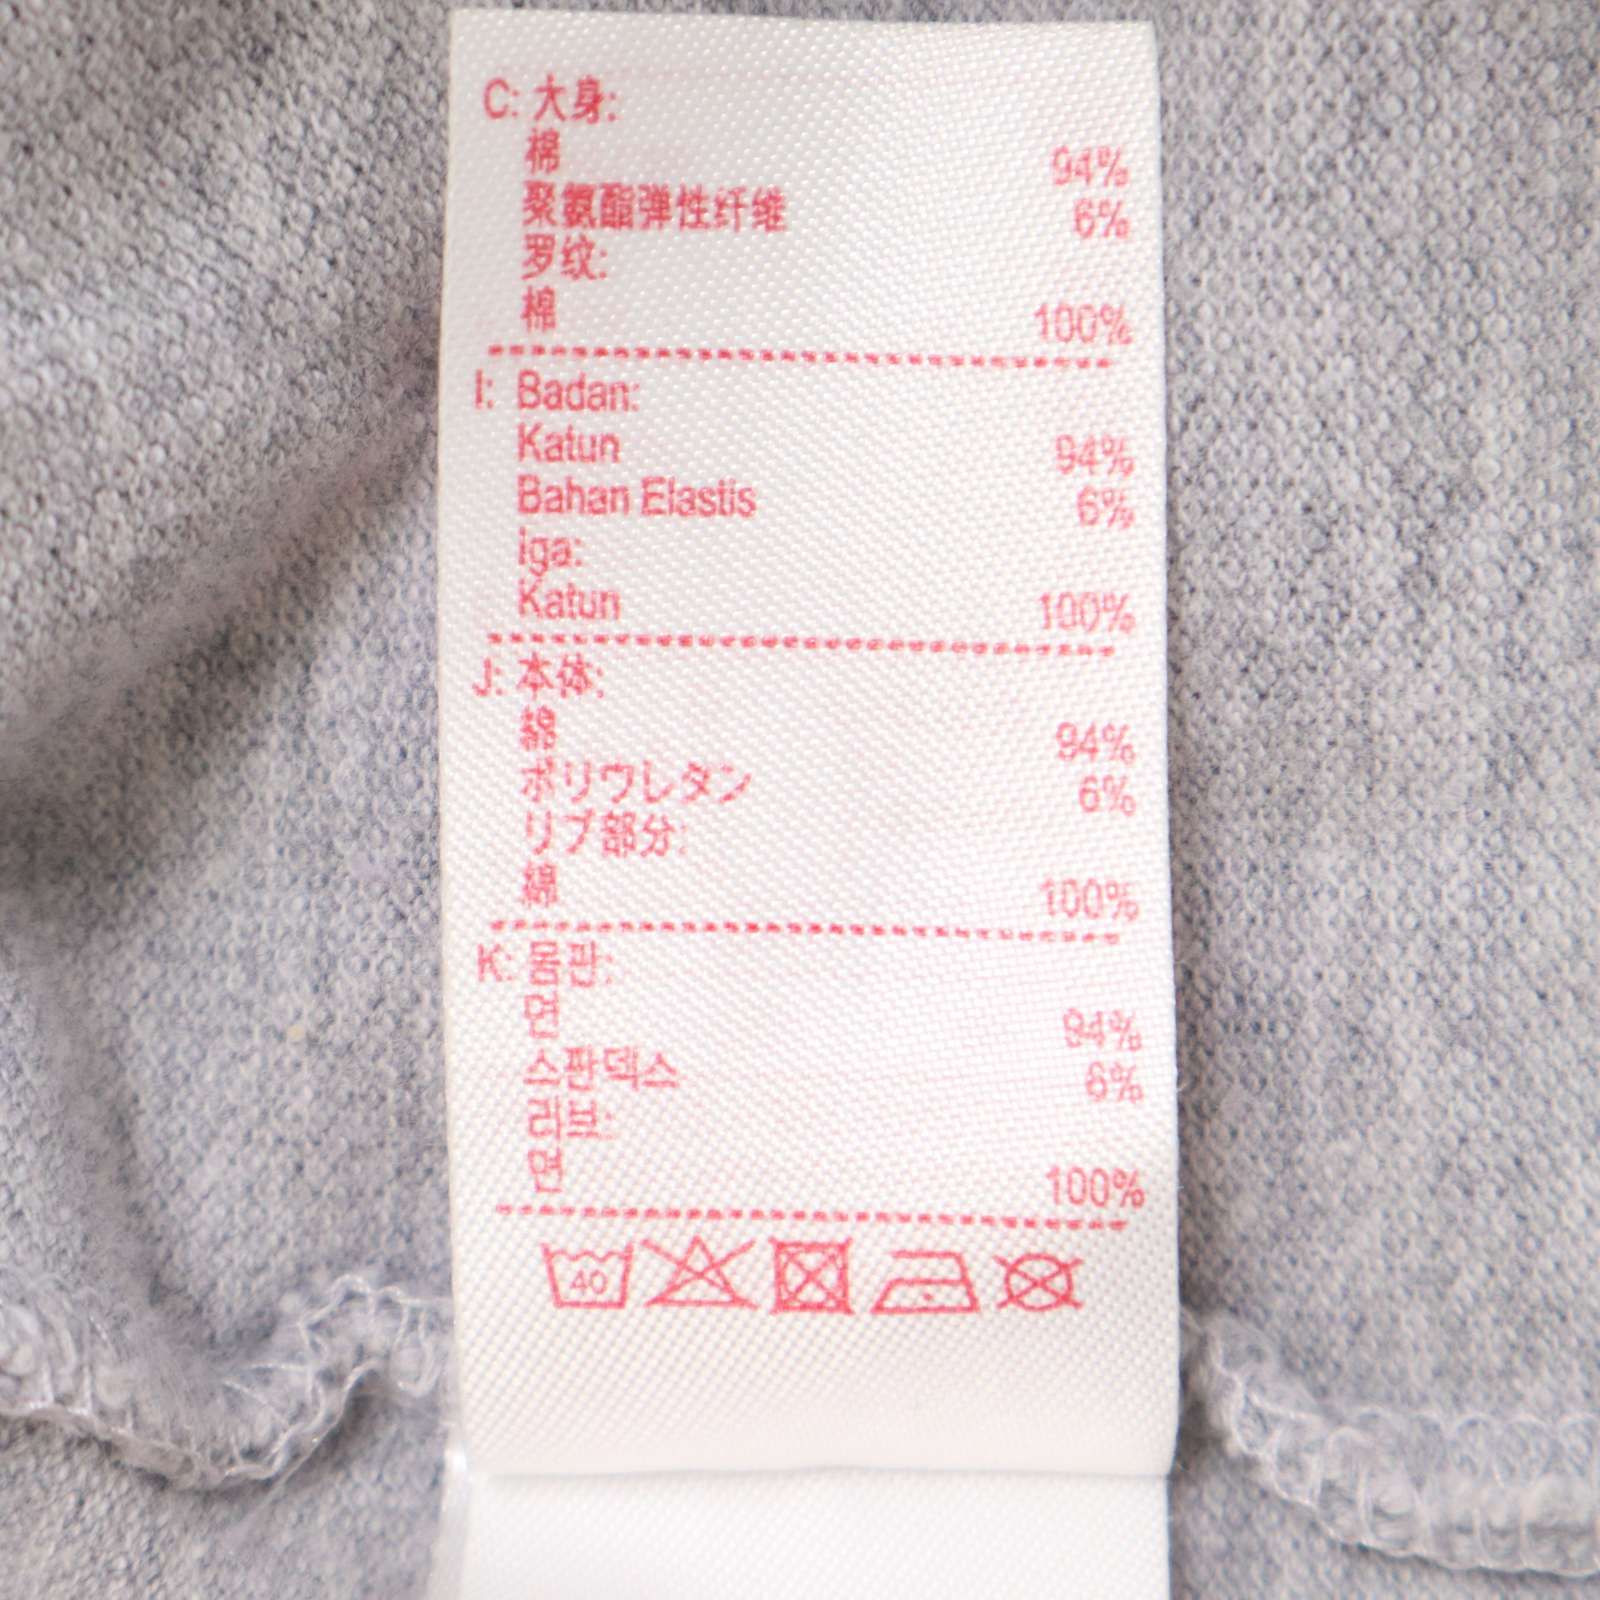 C: 大身:
棉 94%
聚氨酯弹性纤维 6%
罗纹:
棉 100%
I: Badan:
Katun 94%
Bahan Elastis 6%
iga:
Katun 100%
J: 本体:
綿 94%
ポリウレタン 6%
リブ部分:
綿 100%
K: 몸판:
면 94%
스판덱스 6%
리브:
면 100%
40